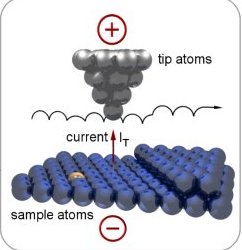 +
tip atoms
current I_T
sample atoms
−